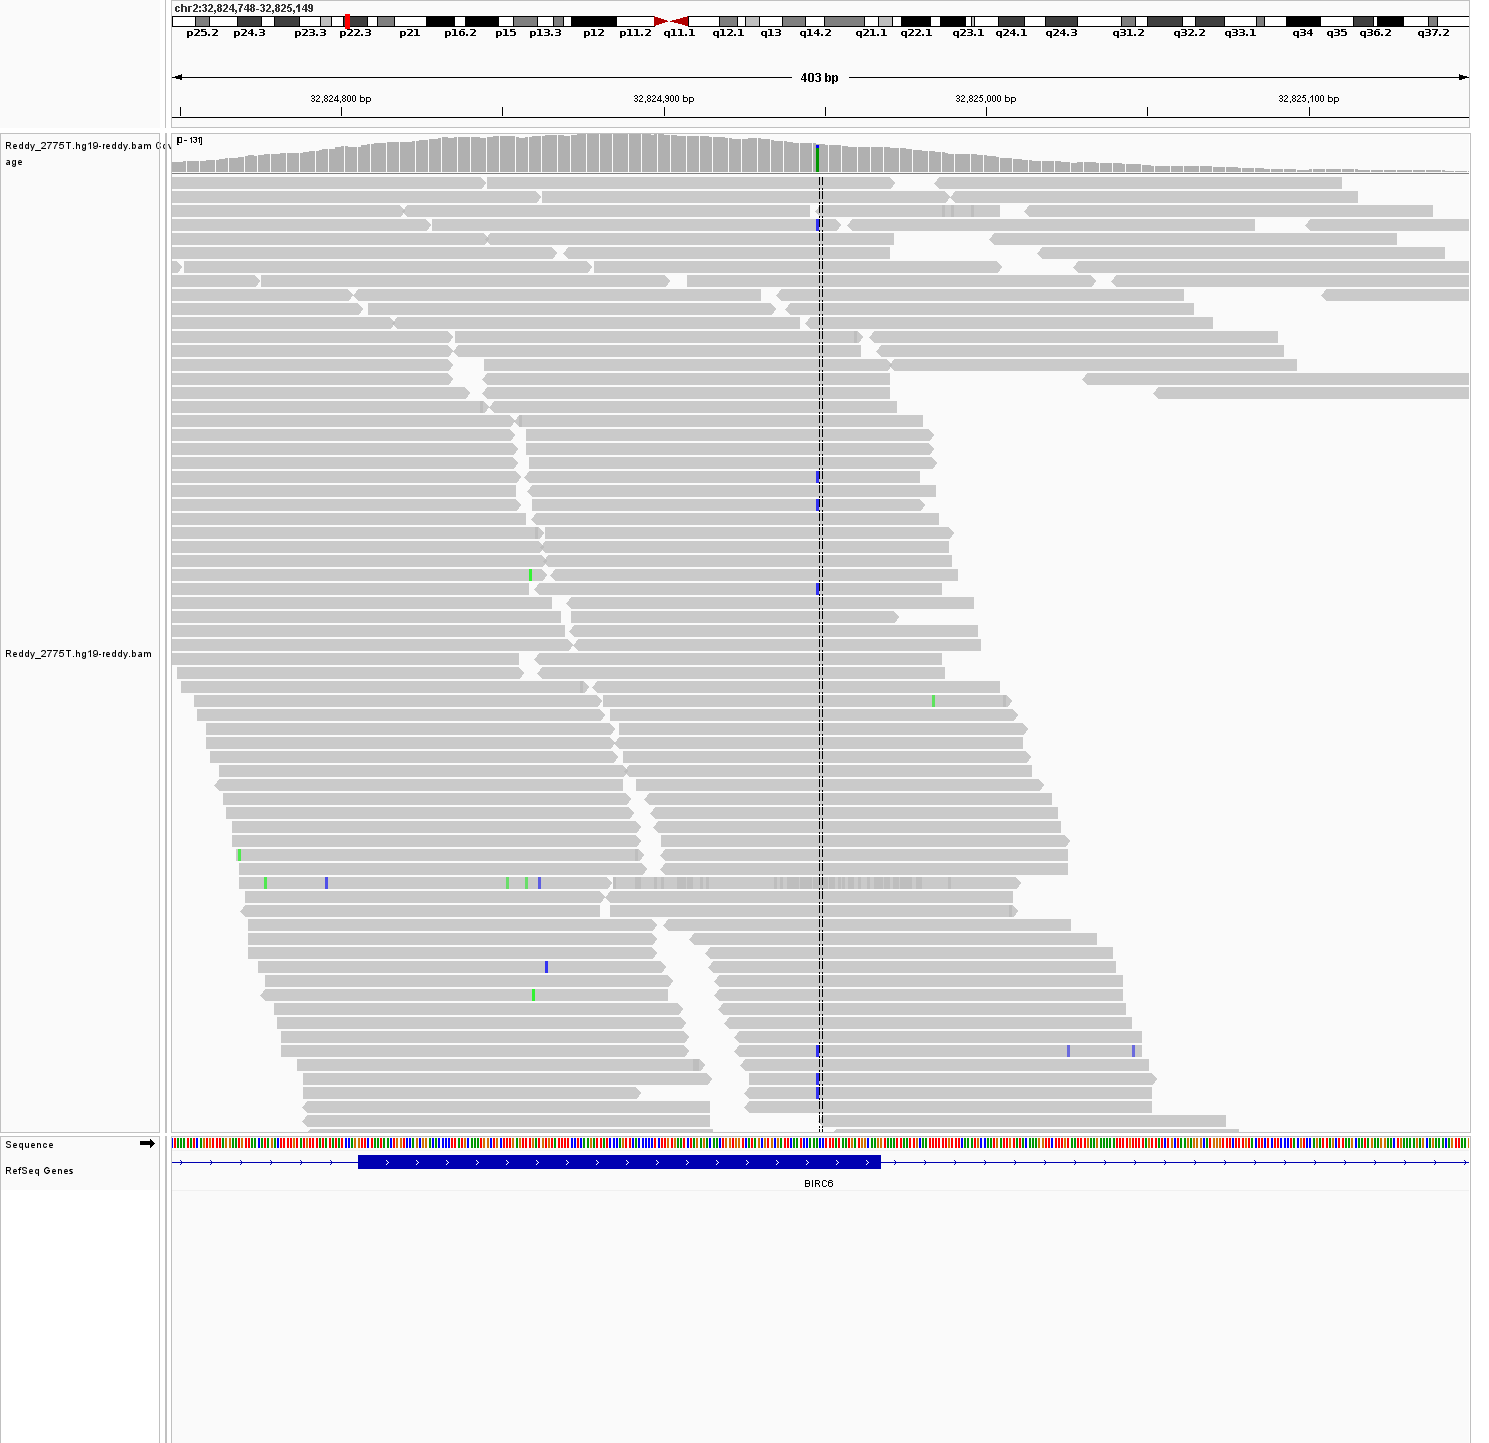 chr2:32,824,748-32,825,149
p25.2 p24.3 p23.3 p22.3 p21 p16.2 p15 p13.3 p12 p11.2 q11.1 q12.1 q13 q14.2 q21.1 q22.1 q23.1 q24.1 q24.3 q31.2 q32.2 q33.1 q34 q35 q36.2 q37.2
403 bp
32,824,800 bp 32,824,900 bp 32,825,000 bp 32,825,100 bp
[0 - 131]
Reddy_2775T.hg19-reddy.bam Cov
age
Reddy_2775T.hg19-reddy.bam
Sequence
RefSeq Genes
BIRC6